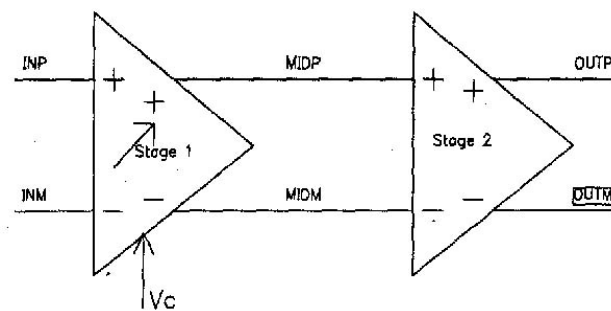 INP
MIDP
OUTP
+
+
+
+
Stage 1
Stage 2
INM
MIDM
OUTM
−
−
−
−
Vc